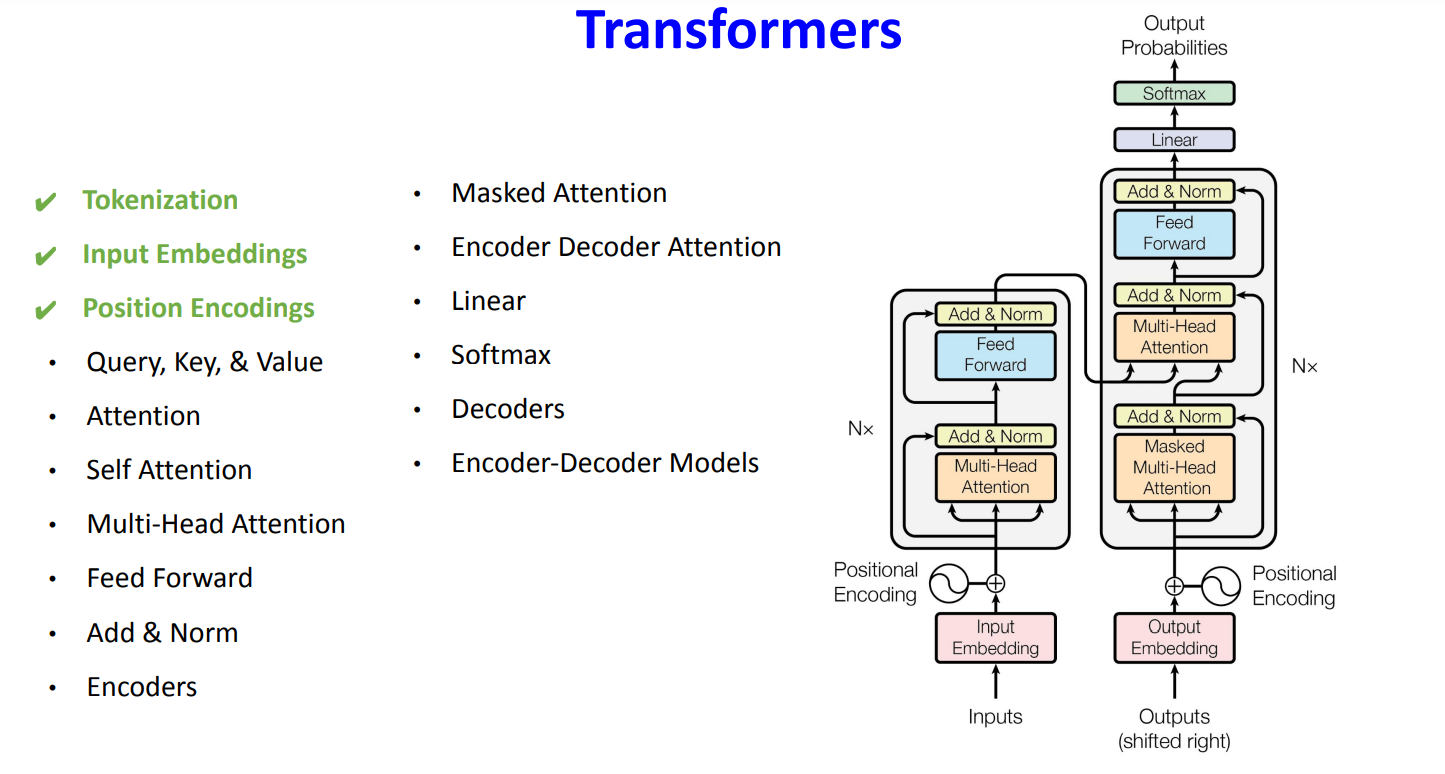 Transformers
✔ Tokenization
✔ Input Embeddings
✔ Position Encodings
• Query, Key, & Value
• Attention
• Self Attention
• Multi-Head Attention
• Feed Forward
• Add & Norm
• Encoders
• Masked Attention
• Encoder Decoder Attention
• Linear
• Softmax
• Decoders
• Encoder-Decoder Models
Output
Probabilities
Softmax
Linear
Add & Norm
Feed
Forward
Add & Norm
Multi-Head
Attention
N×
Add & Norm
Masked
Multi-Head
Attention
Add & Norm
Feed
Forward
N×
Add & Norm
Multi-Head
Attention
Positional
Encoding
Positional
Encoding
Input
Embedding
Output
Embedding
Inputs
Outputs
(shifted right)